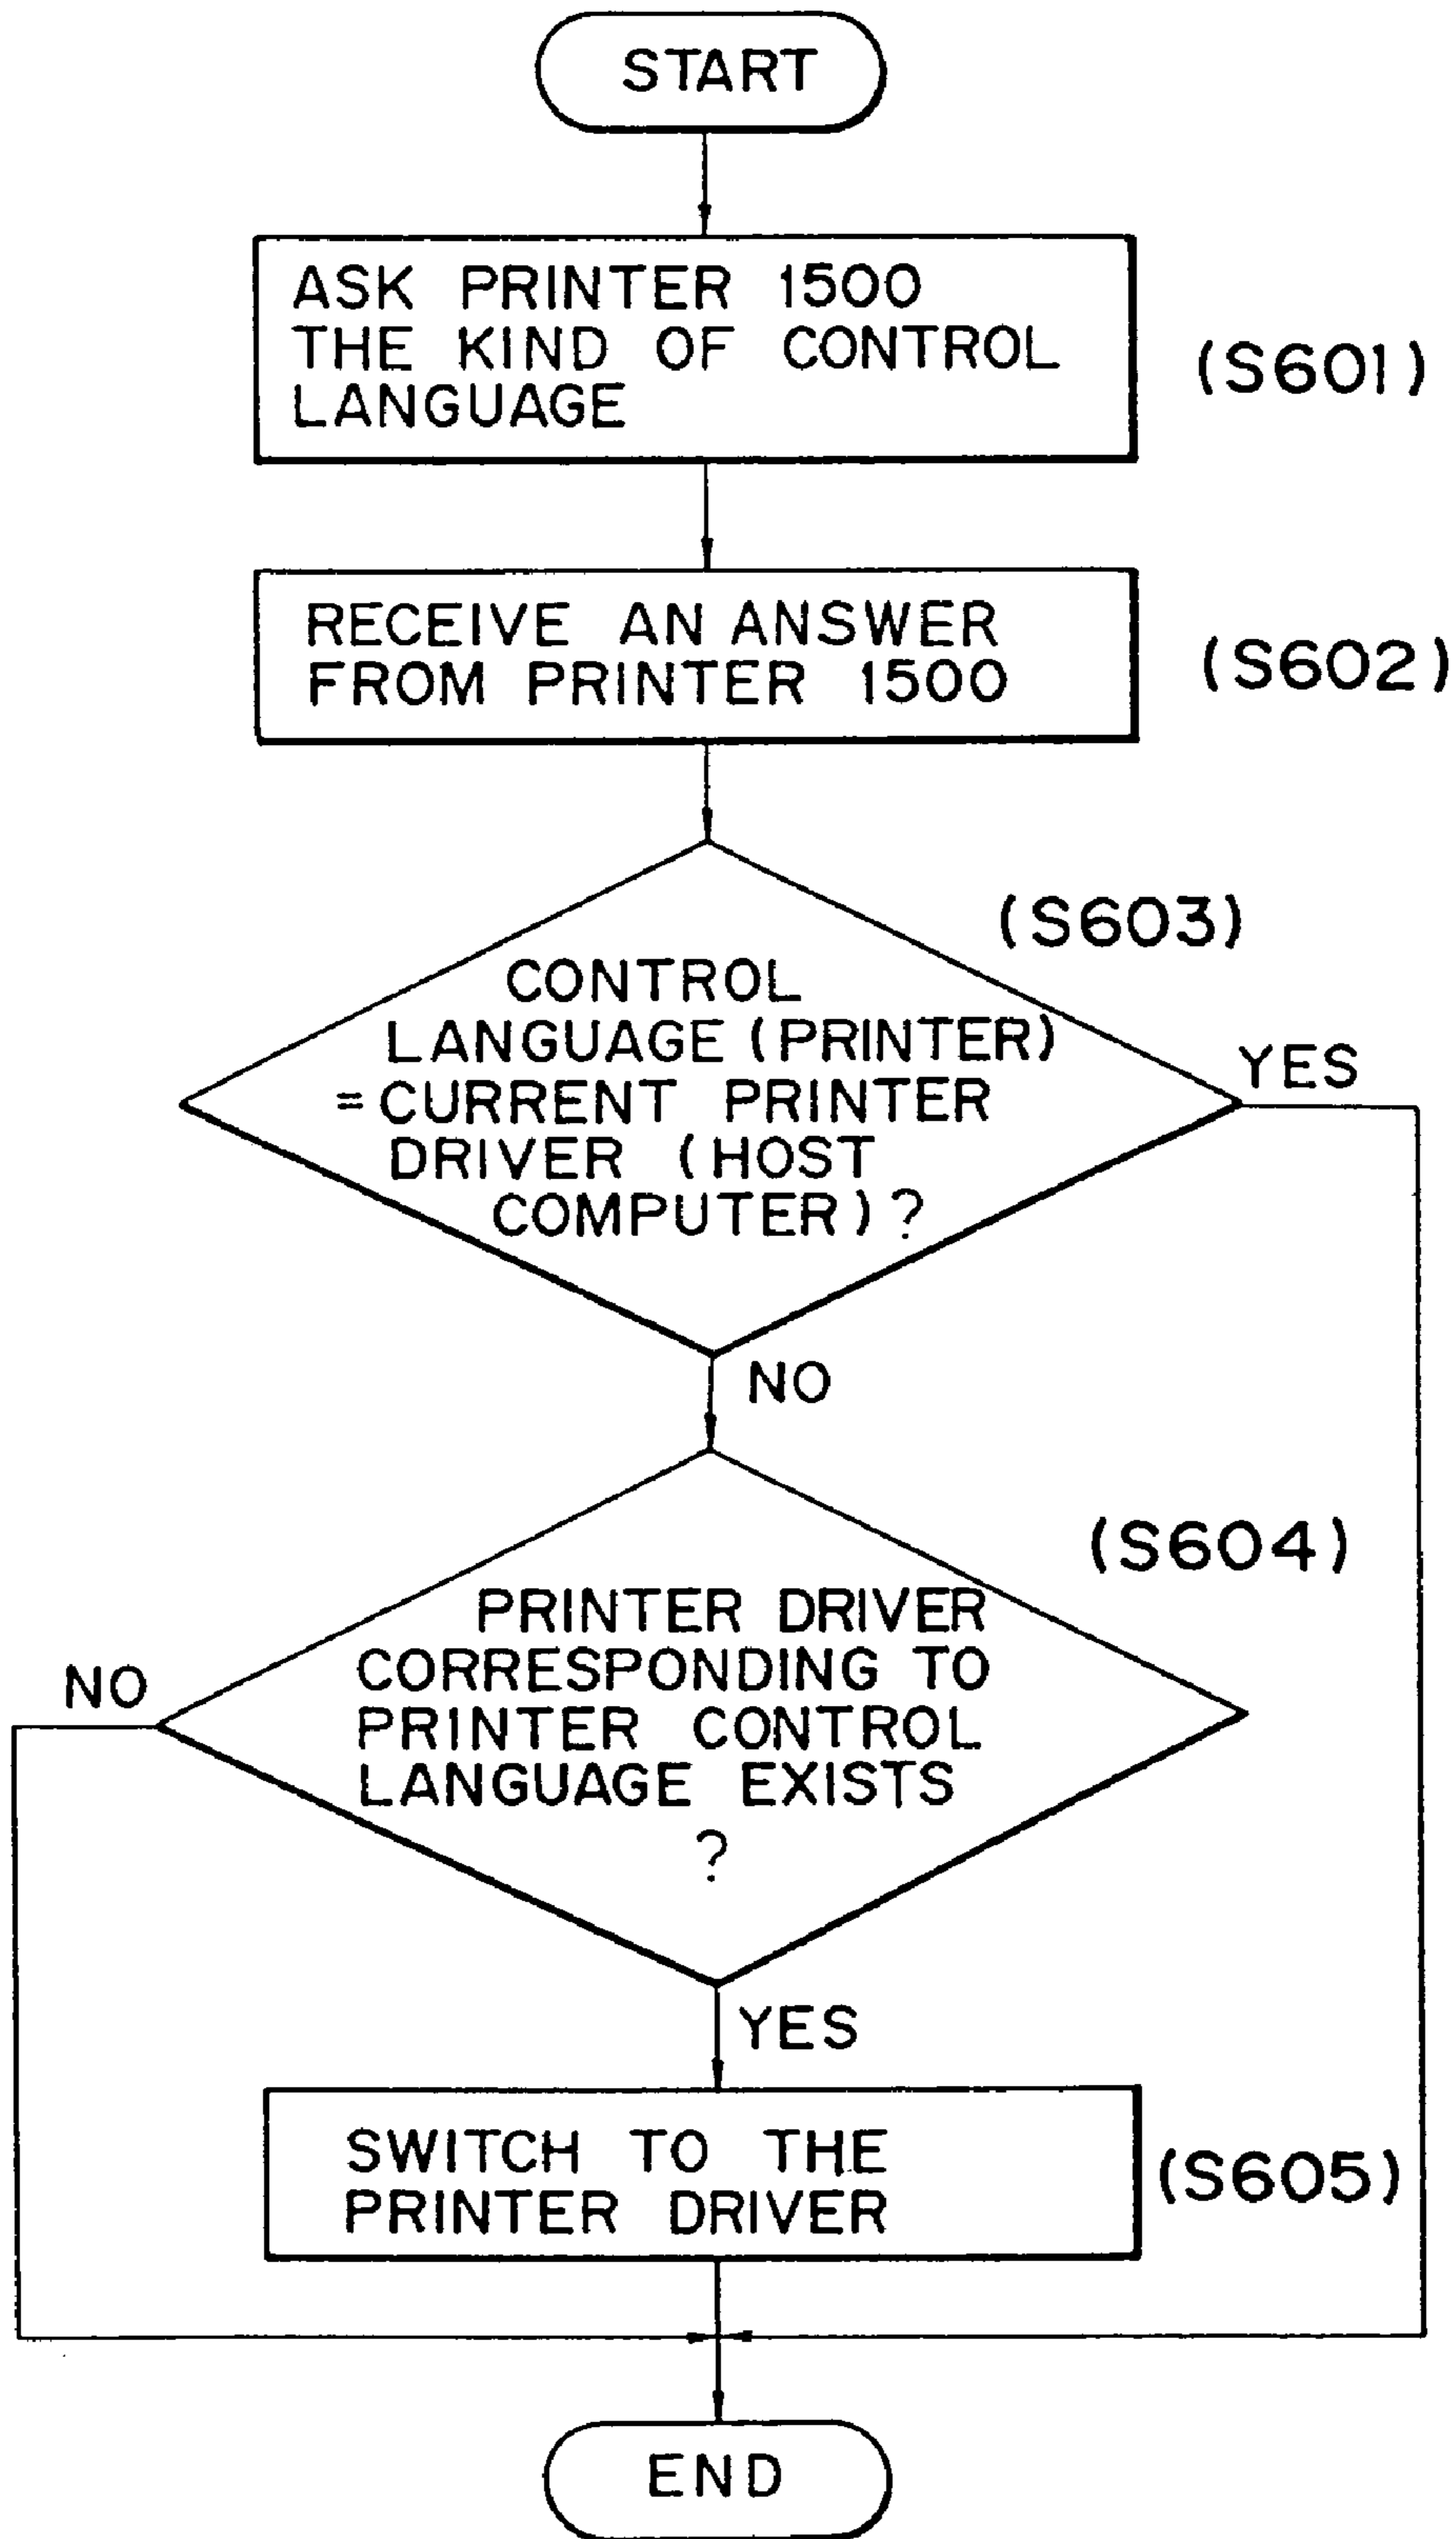 START
ASK PRINTER 1500
THE KIND OF CONTROL
LANGUAGE
(S601)
RECEIVE AN ANSWER
FROM PRINTER 1500
(S602)
(S603)
CONTROL
LANGUAGE (PRINTER)
= CURRENT PRINTER
DRIVER (HOST
COMPUTER) ?
YES
NO
(S604)
PRINTER DRIVER
CORRESPONDING TO
PRINTER CONTROL
LANGUAGE EXISTS
?
NO
YES
SWITCH TO THE
PRINTER DRIVER
(S605)
END